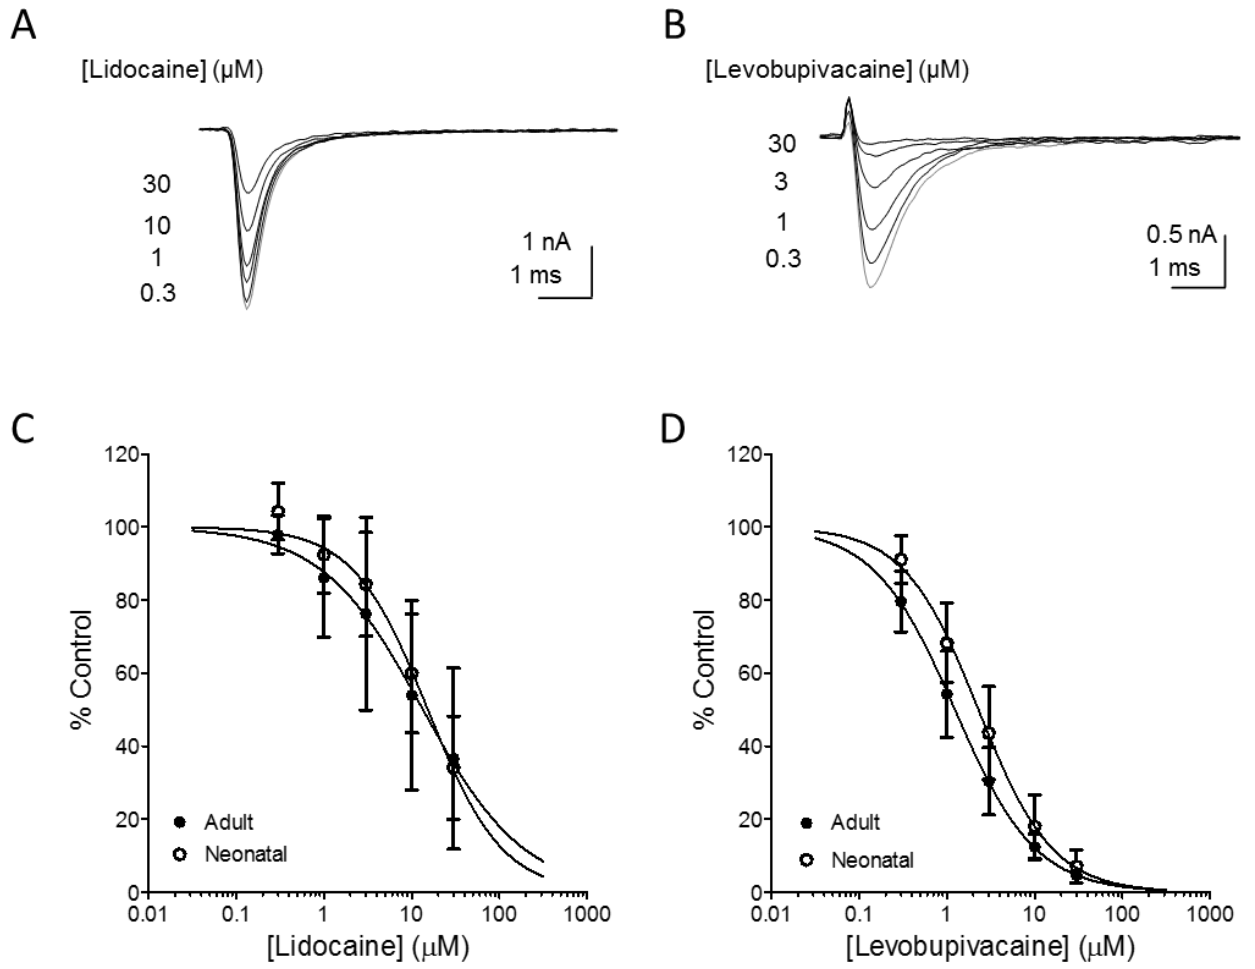 A
[Lidocaine] (µM)
30
10
1
0.3
1 nA
1 ms
B
[Levobupivacaine] (µM)
30
3
1
0.3
0.5 nA
1 ms
C
120
100
80
60
40
20
0
% Control
Adult
Neonatal
0.01 0.1 1 10 100 1000
[Lidocaine] (µM)
D
120
100
80
60
40
20
0
% Control
Adult
Neonatal
0.01 0.1 1 10 100 1000
[Levobupivacaine] (µM)